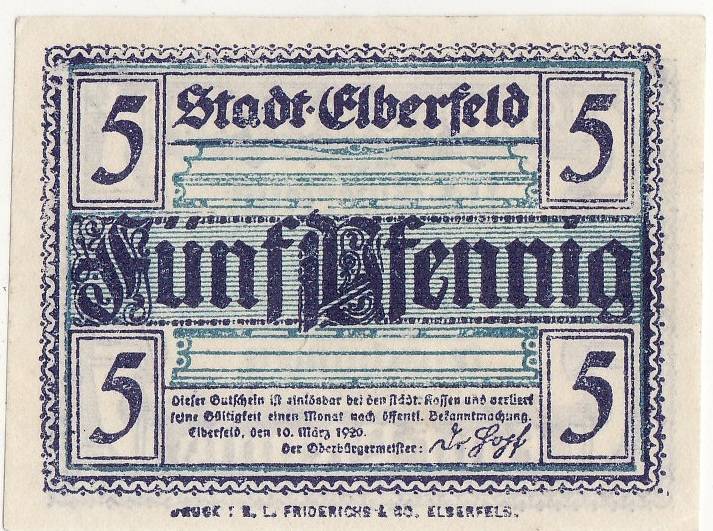 5 Stadt Elberfeld 5
Fünf Pfennig
5 5
Dieser Gutschein ist einlösbar bei den städt. Kassen und verliert
seine Gültigkeit einen Monat nach öffentl. Bekanntmachung.
Elberfeld, den 10. März 1920.
Der Oberbürgermeister:
DRUCK : B. L. FRIDERICHS & CO. ELBERFELD.